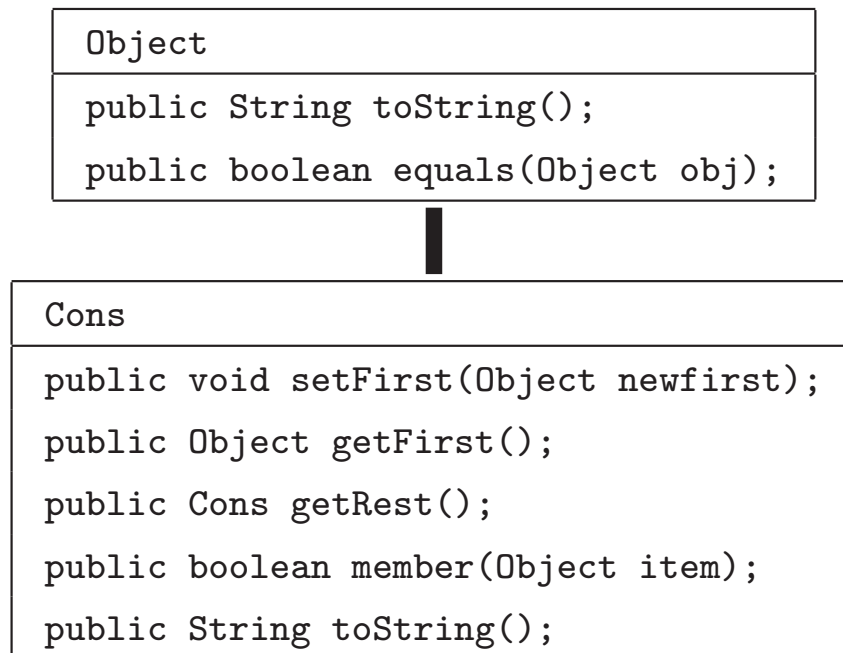 Object
public String toString();
public boolean equals(Object obj);
Cons
public void setFirst(Object newfirst);
public Object getFirst();
public Cons getRest();
public boolean member(Object item);
public String toString();